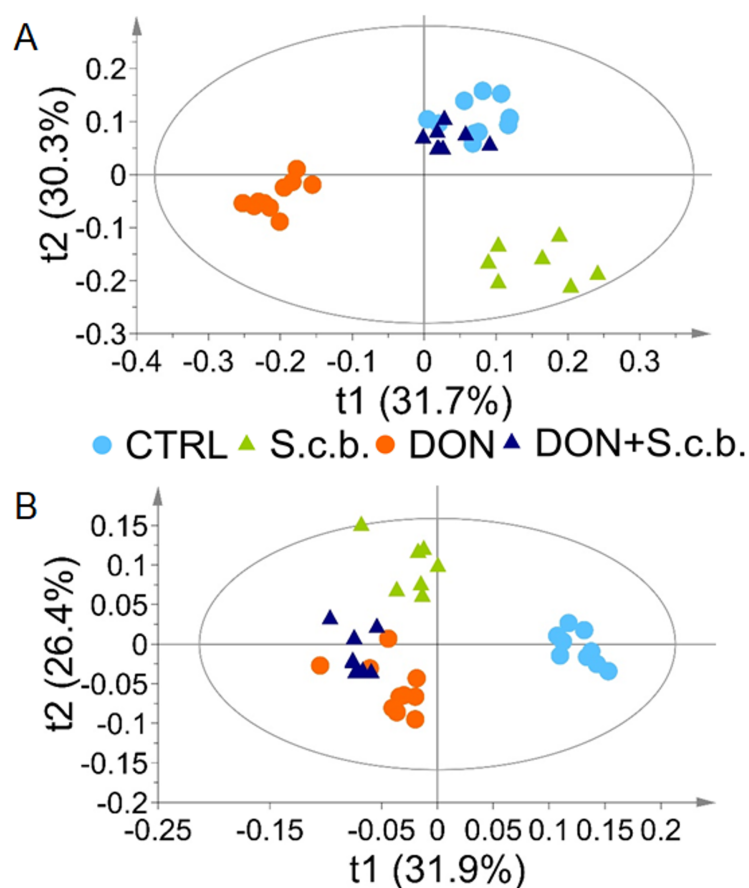 A
t2 (30.3%)
0.2
0.1
0
-0.1
-0.2
-0.3
-0.4 -0.3 -0.2 -0.1 0 0.1 0.2 0.3
t1 (31.7%)
CTRL S.c.b. DON DON+S.c.b.
B
t2 (26.4%)
0.15
0.1
0.05
0
-0.05
-0.1
-0.15
-0.2
-0.25 -0.15 -0.05 0 0.05 0.1 0.15 0.2
t1 (31.9%)